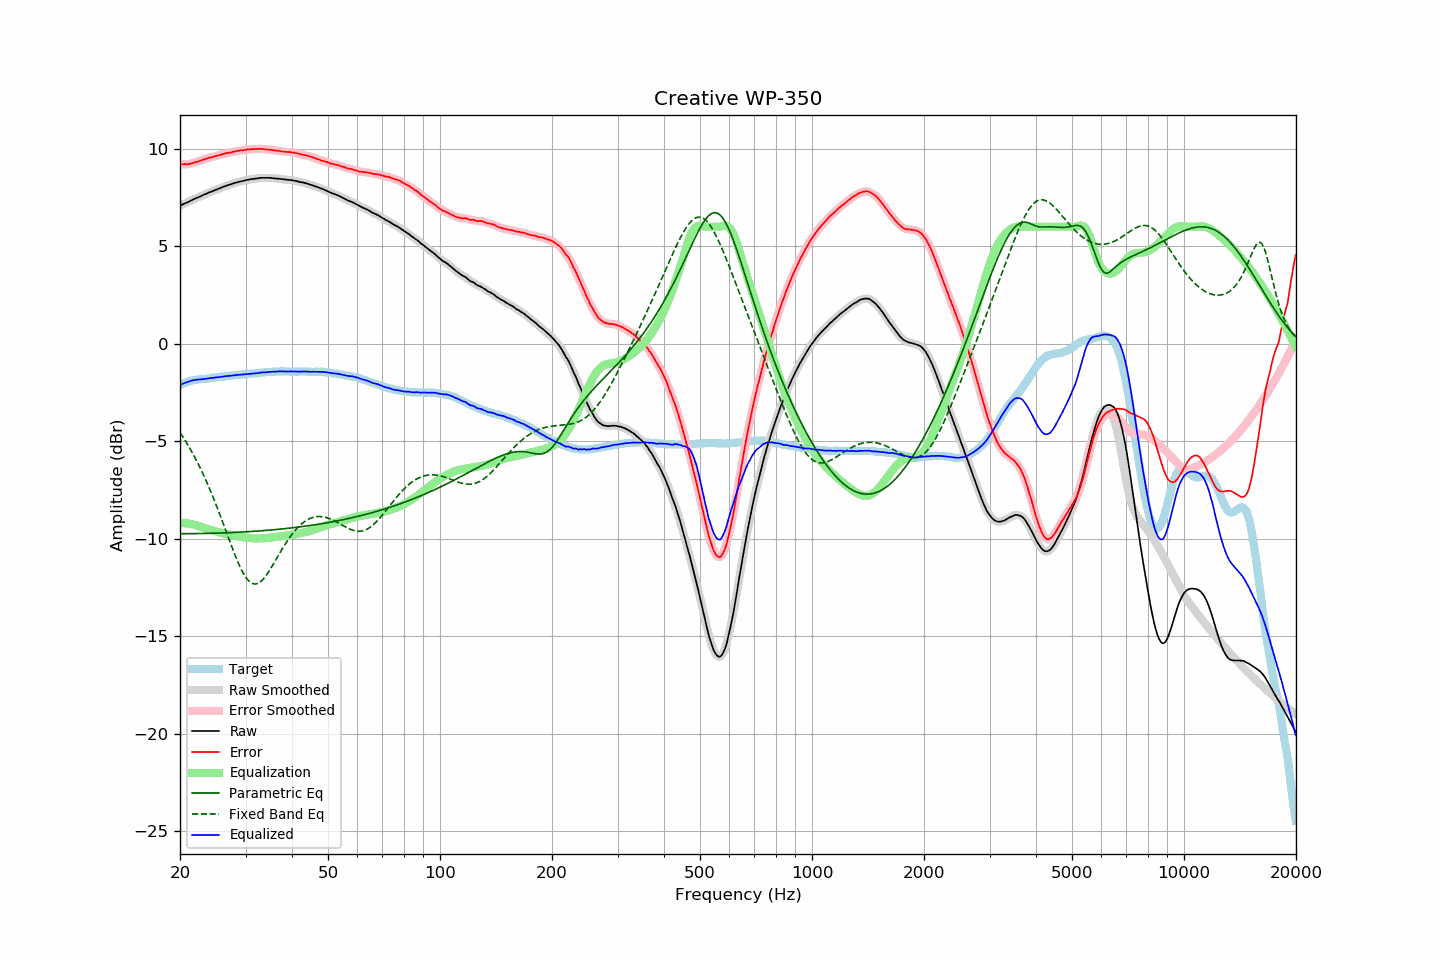 Creative WP-350
Amplitude (dBr)
10
5
0
−5
−10
−15
−20
−25
Target
Raw Smoothed
Error Smoothed
Raw
Error
Equalization
Parametric Eq
Fixed Band Eq
Equalized
20
50
100
200
500
1000
2000
5000
10000
20000
Frequency (Hz)